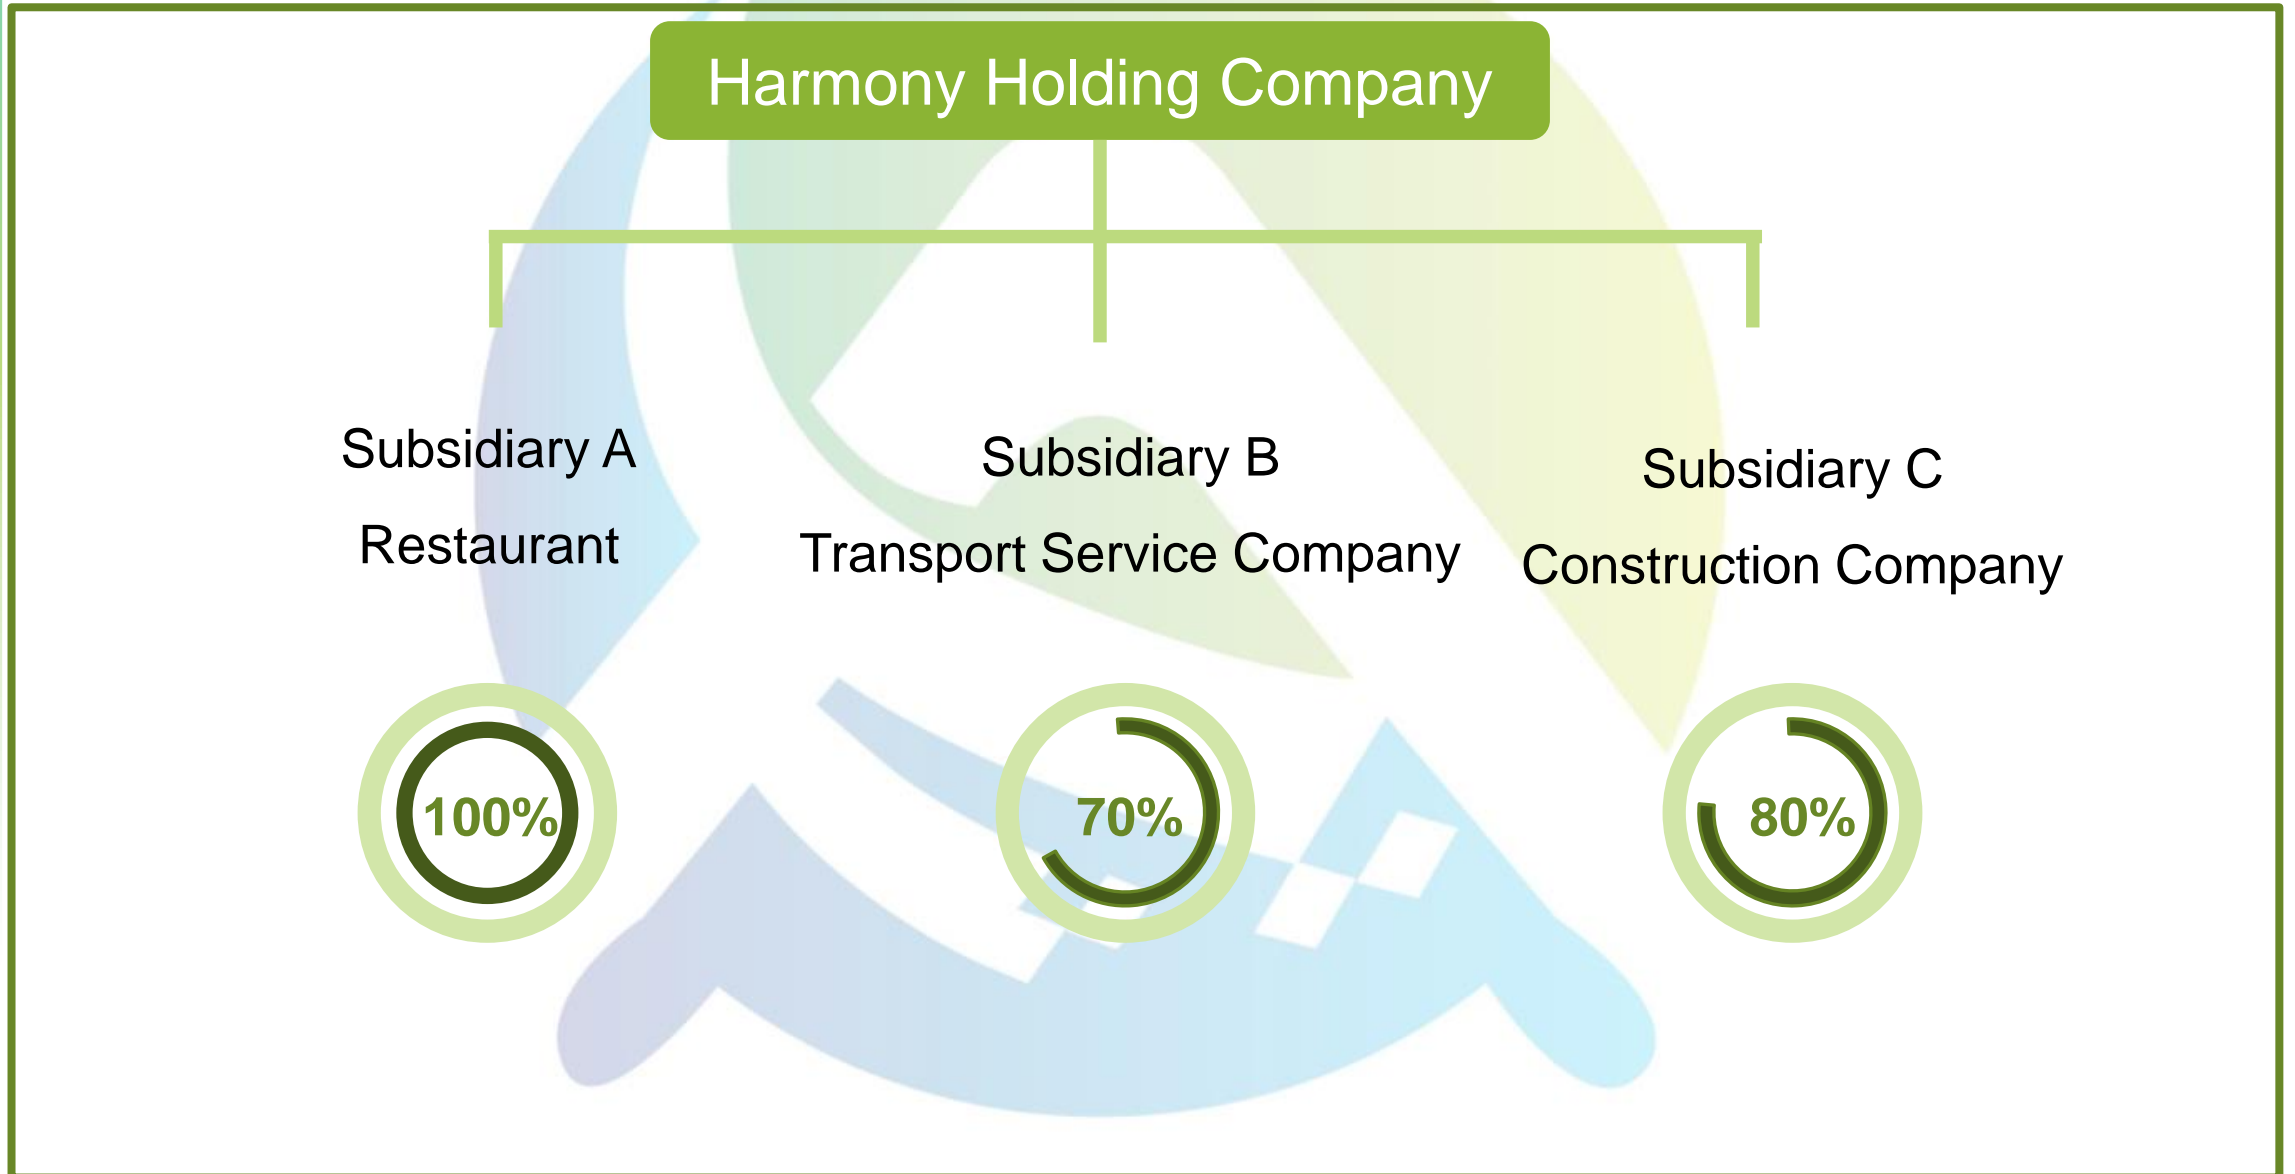 Harmony Holding Company
Subsidiary A
Restaurant
Subsidiary B
Transport Service Company
Subsidiary C
Construction Company
100%
70%
80%